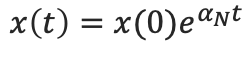 x(t) = x(0)e^{α_N t}